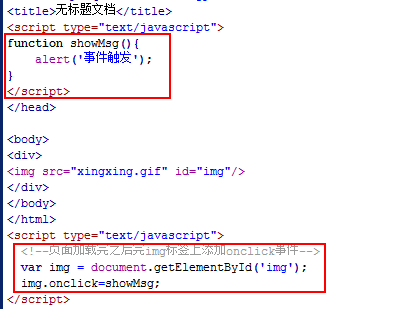 <title>无标题文档</title>
<script type="text/javascript">
function showMsg(){
alert('事件触发');
}
</script>
</head>
<body>
<div>
<img src="xingxing.gif" id="img"/>
</div>
</body>
</html>
<script type="text/javascript">
<!--页面加载完之后完img标签上添加onclick事件-->
var img = document.getElementById('img');
img.onclick=showMsg;
</script>